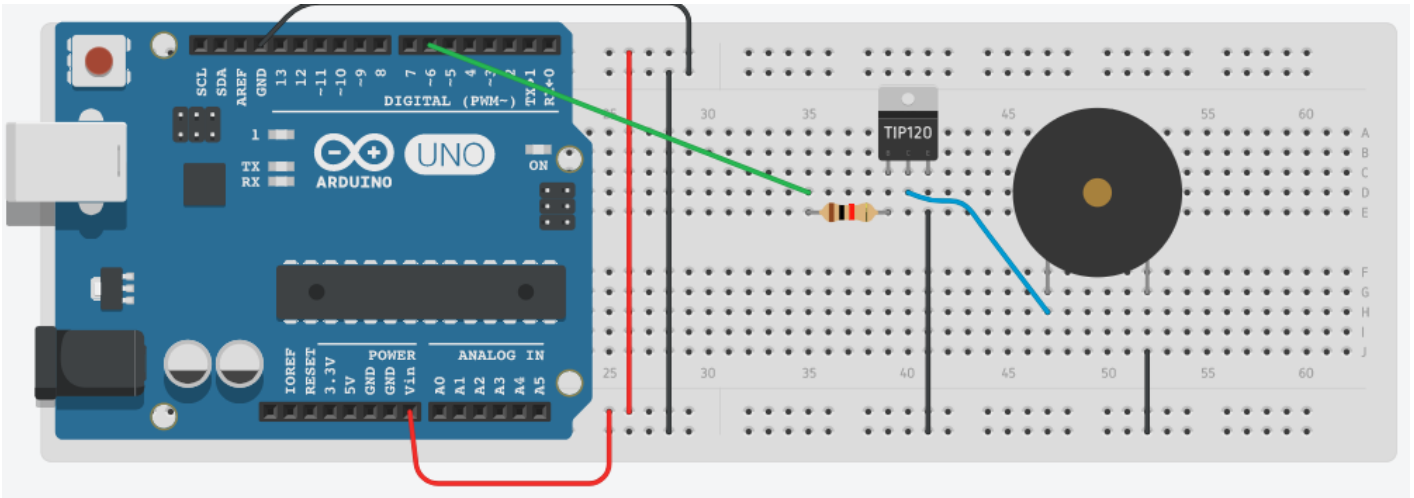 SCL
SDA
AREF
GND
13
12
~11
~10
~9
8
7
~6
~5
4
~3
2
TX→1
RX←0
DIGITAL (PWM~)
1
TX
RX
UNO
ARDUINO
ON
IOREF
RESET
3.3V
5V
GND
GND
Vin
POWER
ANALOG IN
A0
A1
A2
A3
A4
A5
25 30 35 45 50 55 60
TIP120
B C E
A
B
C
D
E
F
G
H
I
J
25 30 35 40 45 50 55 60